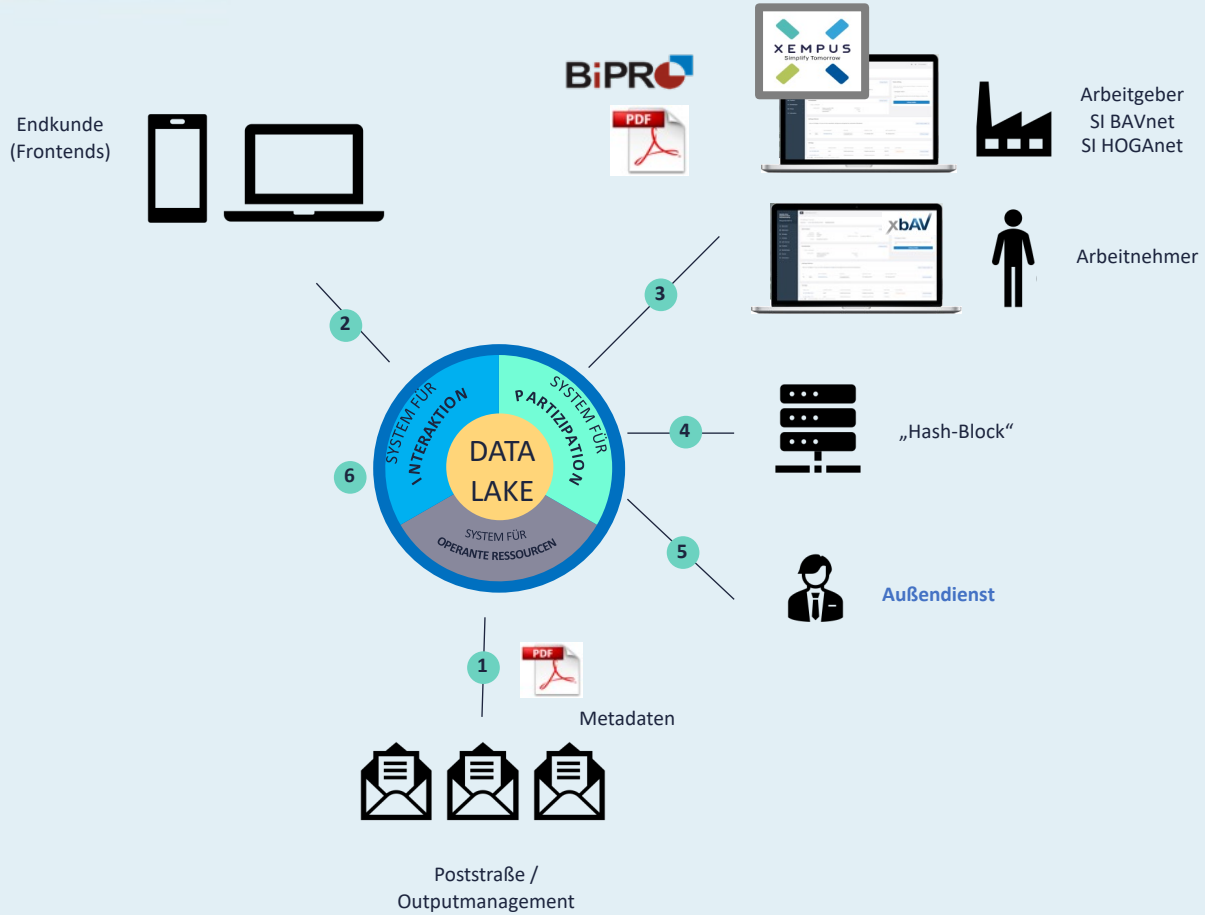 XEMPUS
Simplify Tomorrow
BiPRO
PDF
Endkunde
(Frontends)
Arbeitgeber
SI BAVnet
SI HOGAnet
xbAV
Arbeitnehmer
3
2
SYSTEM FÜR
INTERAKTION
SYSTEM FÜR
PARTIZIPATION
DATA
LAKE
SYSTEM FÜR
OPERANTE RESSOURCEN
4
„Hash-Block“
6
5
Außendienst
1
PDF
Metadaten
Poststraße /
Outputmanagement